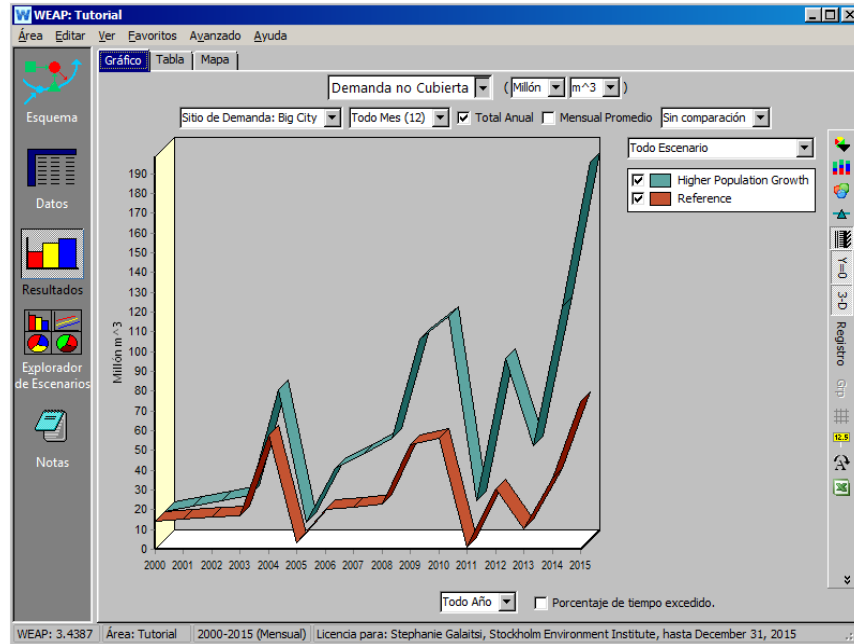 WEAP: Tutorial
Área Editar Ver Favoritos Avanzado Ayuda
Gráfico Tabla Mapa
Demanda no Cubierta ( Millón m^3 )
Sitio de Demanda: Big City Todo Mes (12) Total Anual Mensual Promedio Sin comparación
Todo Escenario
Higher Population Growth
Reference
Esquema
Datos
Resultados
Explorador
de Escenarios
Notas
Millón m^3
190
180
170
160
150
140
130
120
110
100
90
80
70
60
50
40
30
20
10
0
2000 2001 2002 2003 2004 2005 2006 2007 2008 2009 2010 2011 2012 2013 2014 2015
Y=0
3-D
Registro
Grp
12.5
Todo Año Porcentaje de tiempo excedido.
WEAP: 3.4387 Área: Tutorial 2000-2015 (Mensual) Licencia para: Stephanie Galaitsi, Stockholm Environment Institute, hasta December 31, 2015